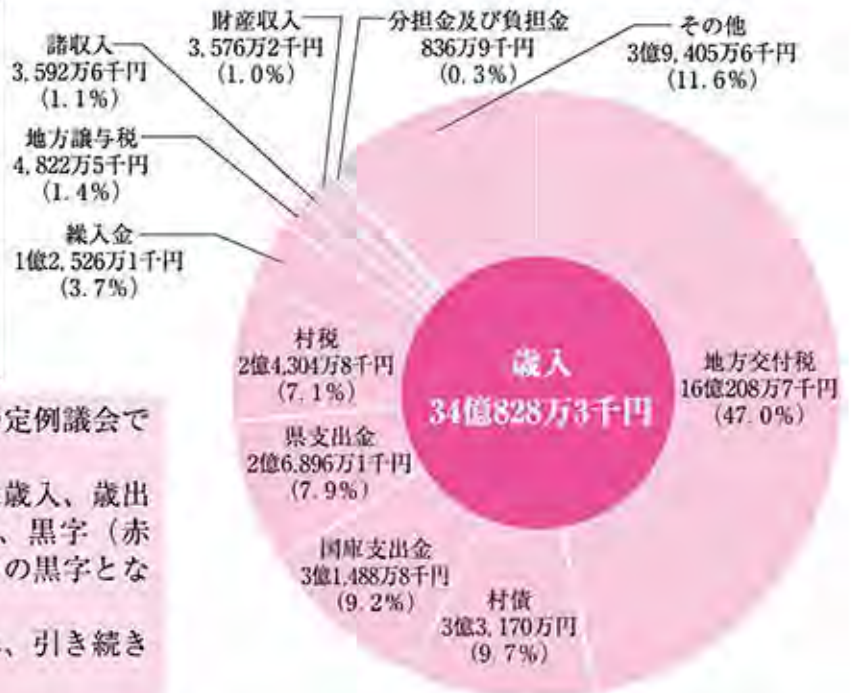 財産収入
3,576万2千円
(1.0%)
分担金及び負担金
836万9千円
(0.3%)
その他
3億9,405万6千円
(11.6%)
諸収入
3,592万6千円
(1.1%)
地方譲与税
4,822万5千円
(1.4%)
繰入金
1億2,526万1千円
(3.7%)
村税
2億4,304万8千円
(7.1%)
県支出金
2億6,896万1千円
(7.9%)
国庫支出金
3億1,488万8千円
(9.2%)
村債
3億3,170万円
(9.7%)
地方交付税
16億208万7千円
(47.0%)
歳入
34億828万3千円
定例議会で
歳入、歳出
、黒字（赤
の黒字とな
、引き続き